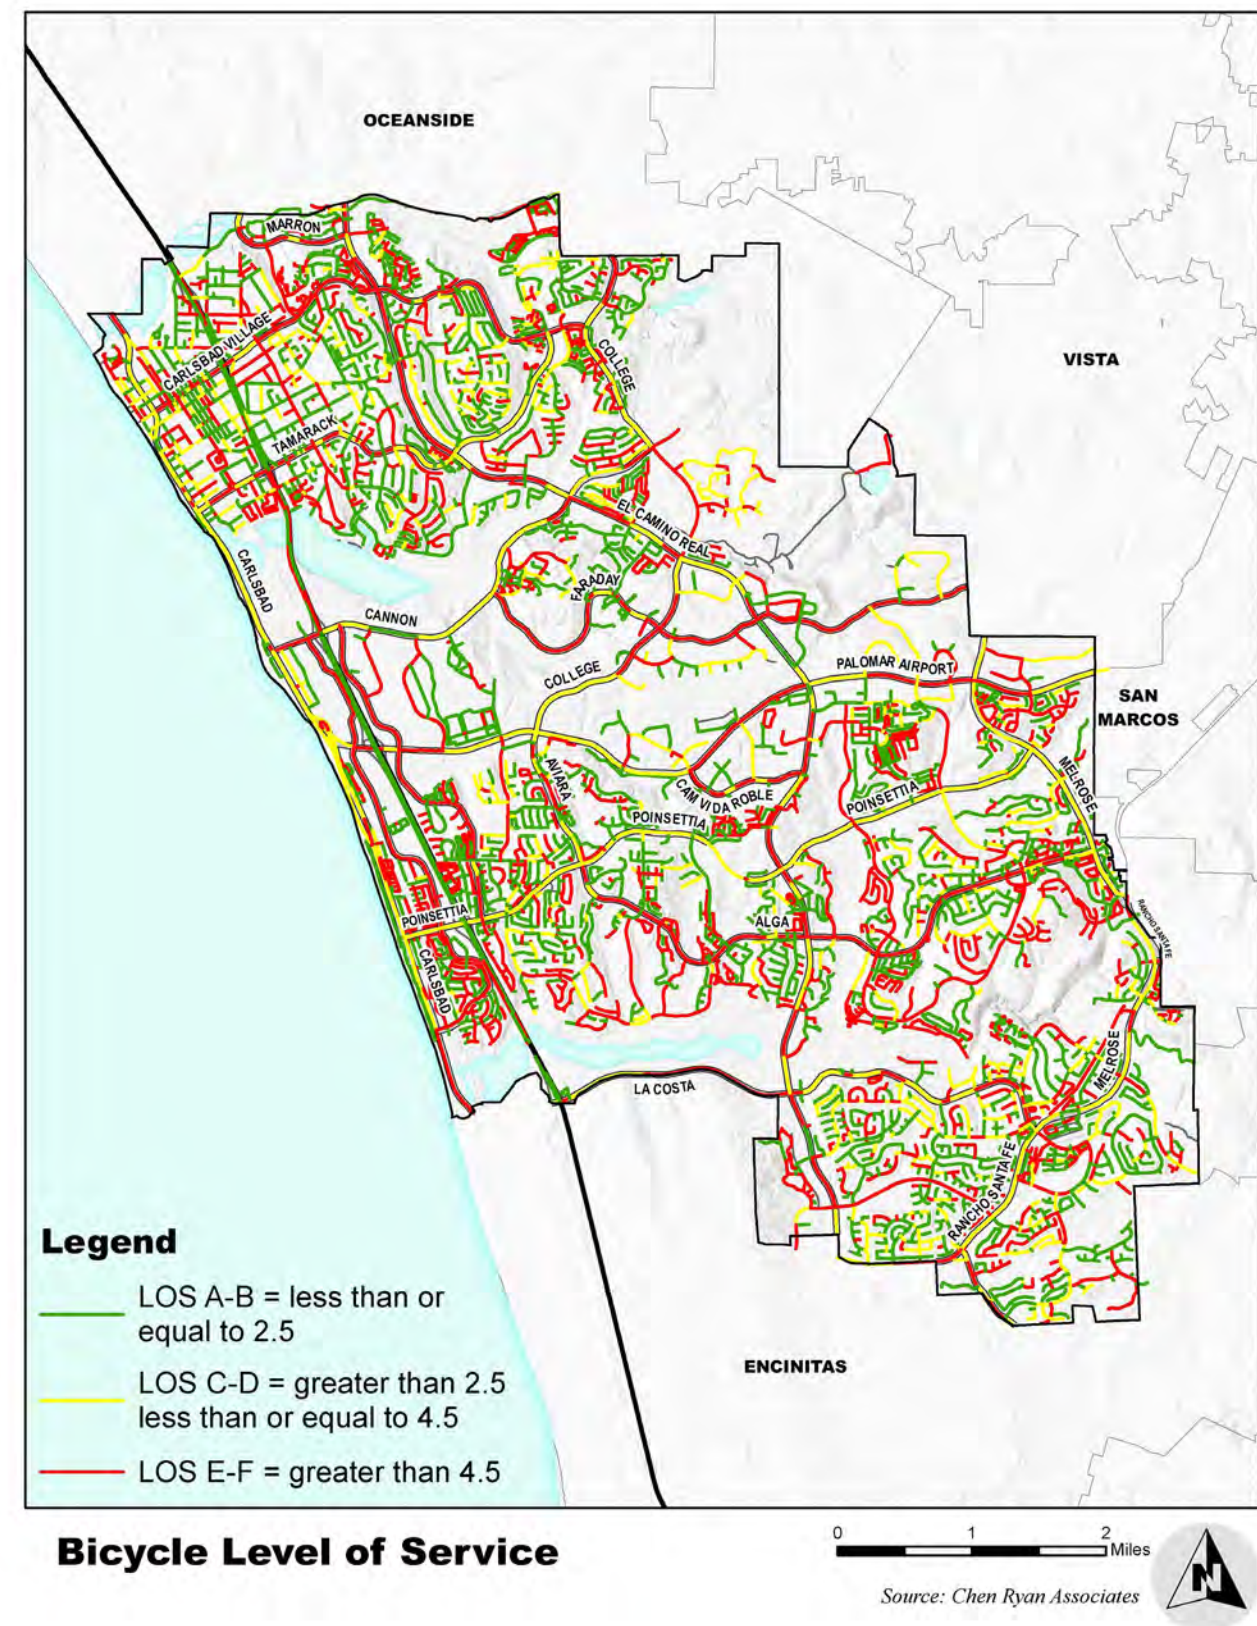 OCEANSIDE
MARRON
CARLSBAD VILLAGE
COLLEGE
VISTA
TAMARACK
EL CAMINO REAL
CARLSBAD
FARADAY
CANNON
COLLEGE
PALOMAR AIRPORT
SAN
MARCOS
AVIARA
MELROSE
CAM VIDA ROBLE
POINSETTIA
POINSETTIA
POINSETTIA
ALGA
RANCHO SANTA FE
CARLSBAD
MELROSE
LA COSTA
RANCHO SANTA FE
ENCINITAS
Legend
LOS A-B = less than or
equal to 2.5
LOS C-D = greater than 2.5
less than or equal to 4.5
LOS E-F = greater than 4.5
Bicycle Level of Service
0 1 2
Miles
Source: Chen Ryan Associates
N